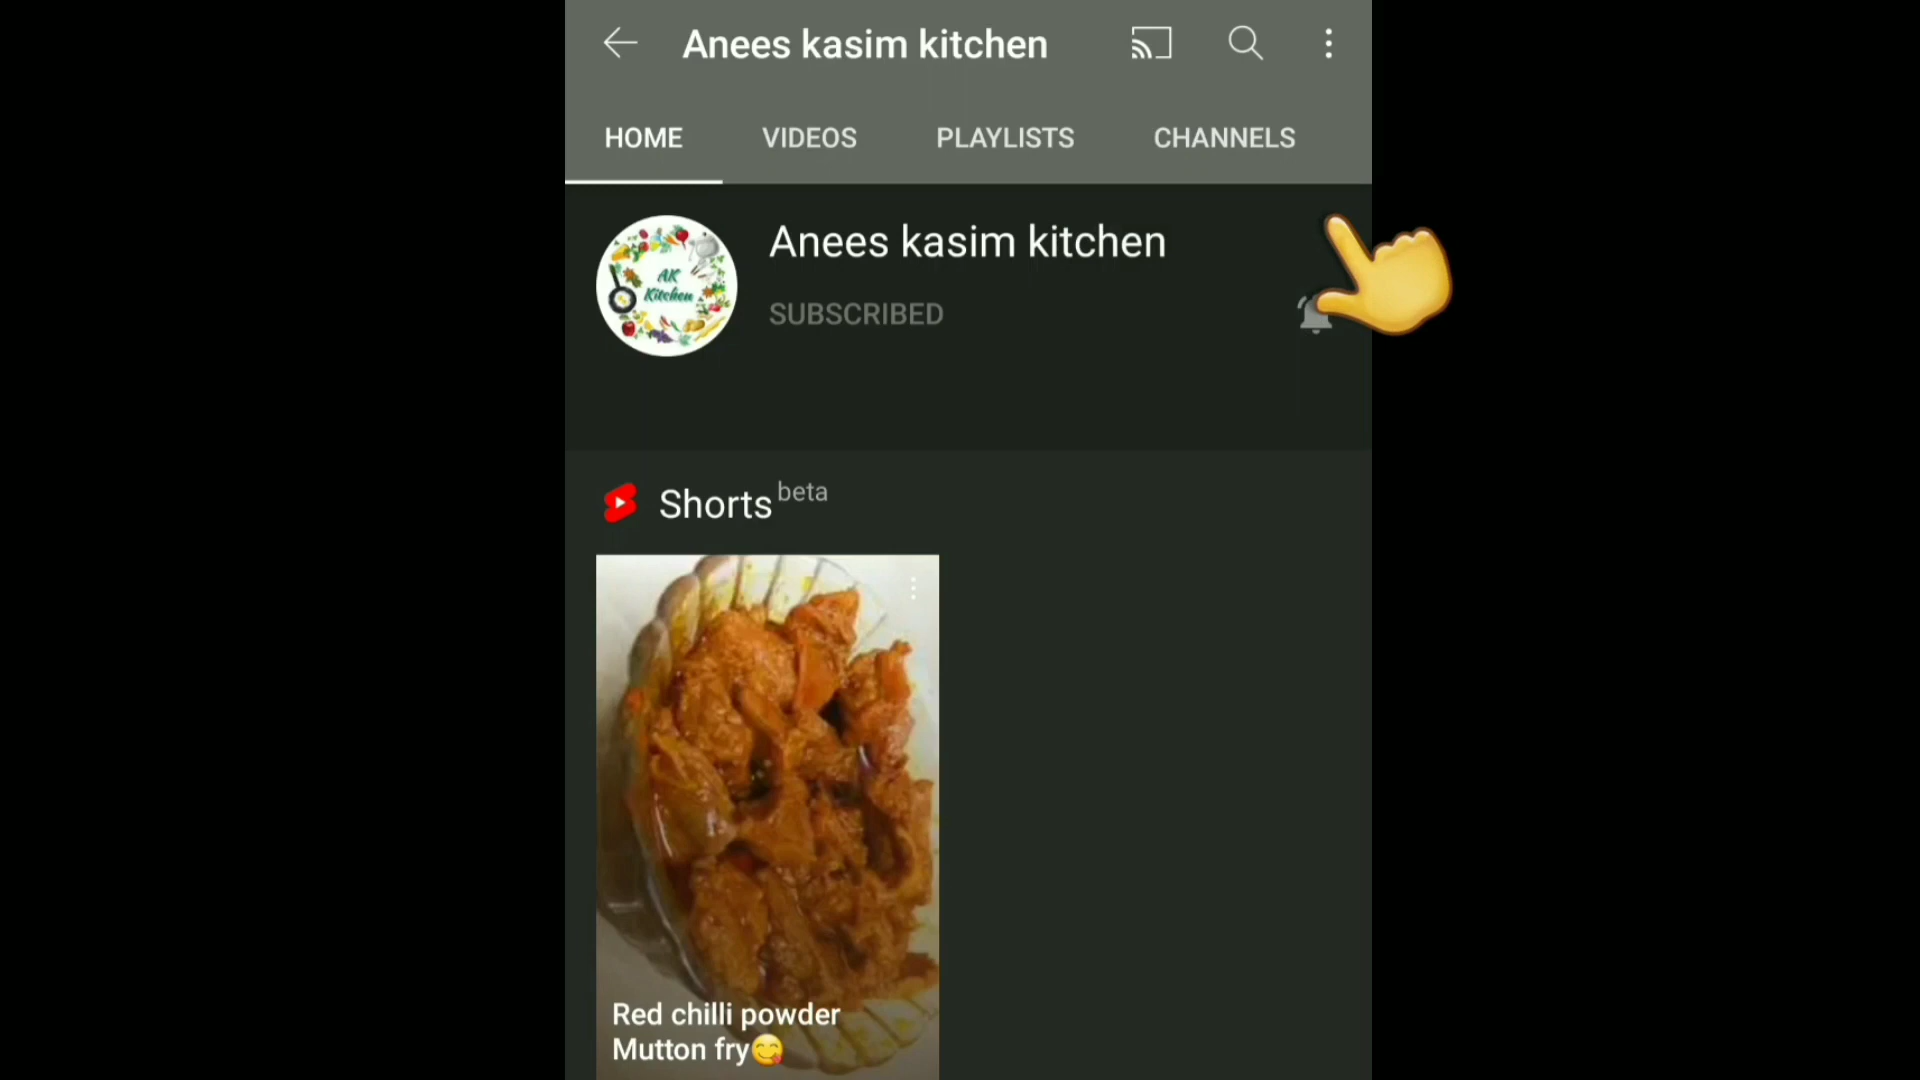 Anees kasim kitchen
HOME VIDEOS PLAYLISTS CHANNELS
AK
Kitchen
Anees kasim kitchen
SUBSCRIBED
Shorts beta
Red chilli powder
Mutton fry😋